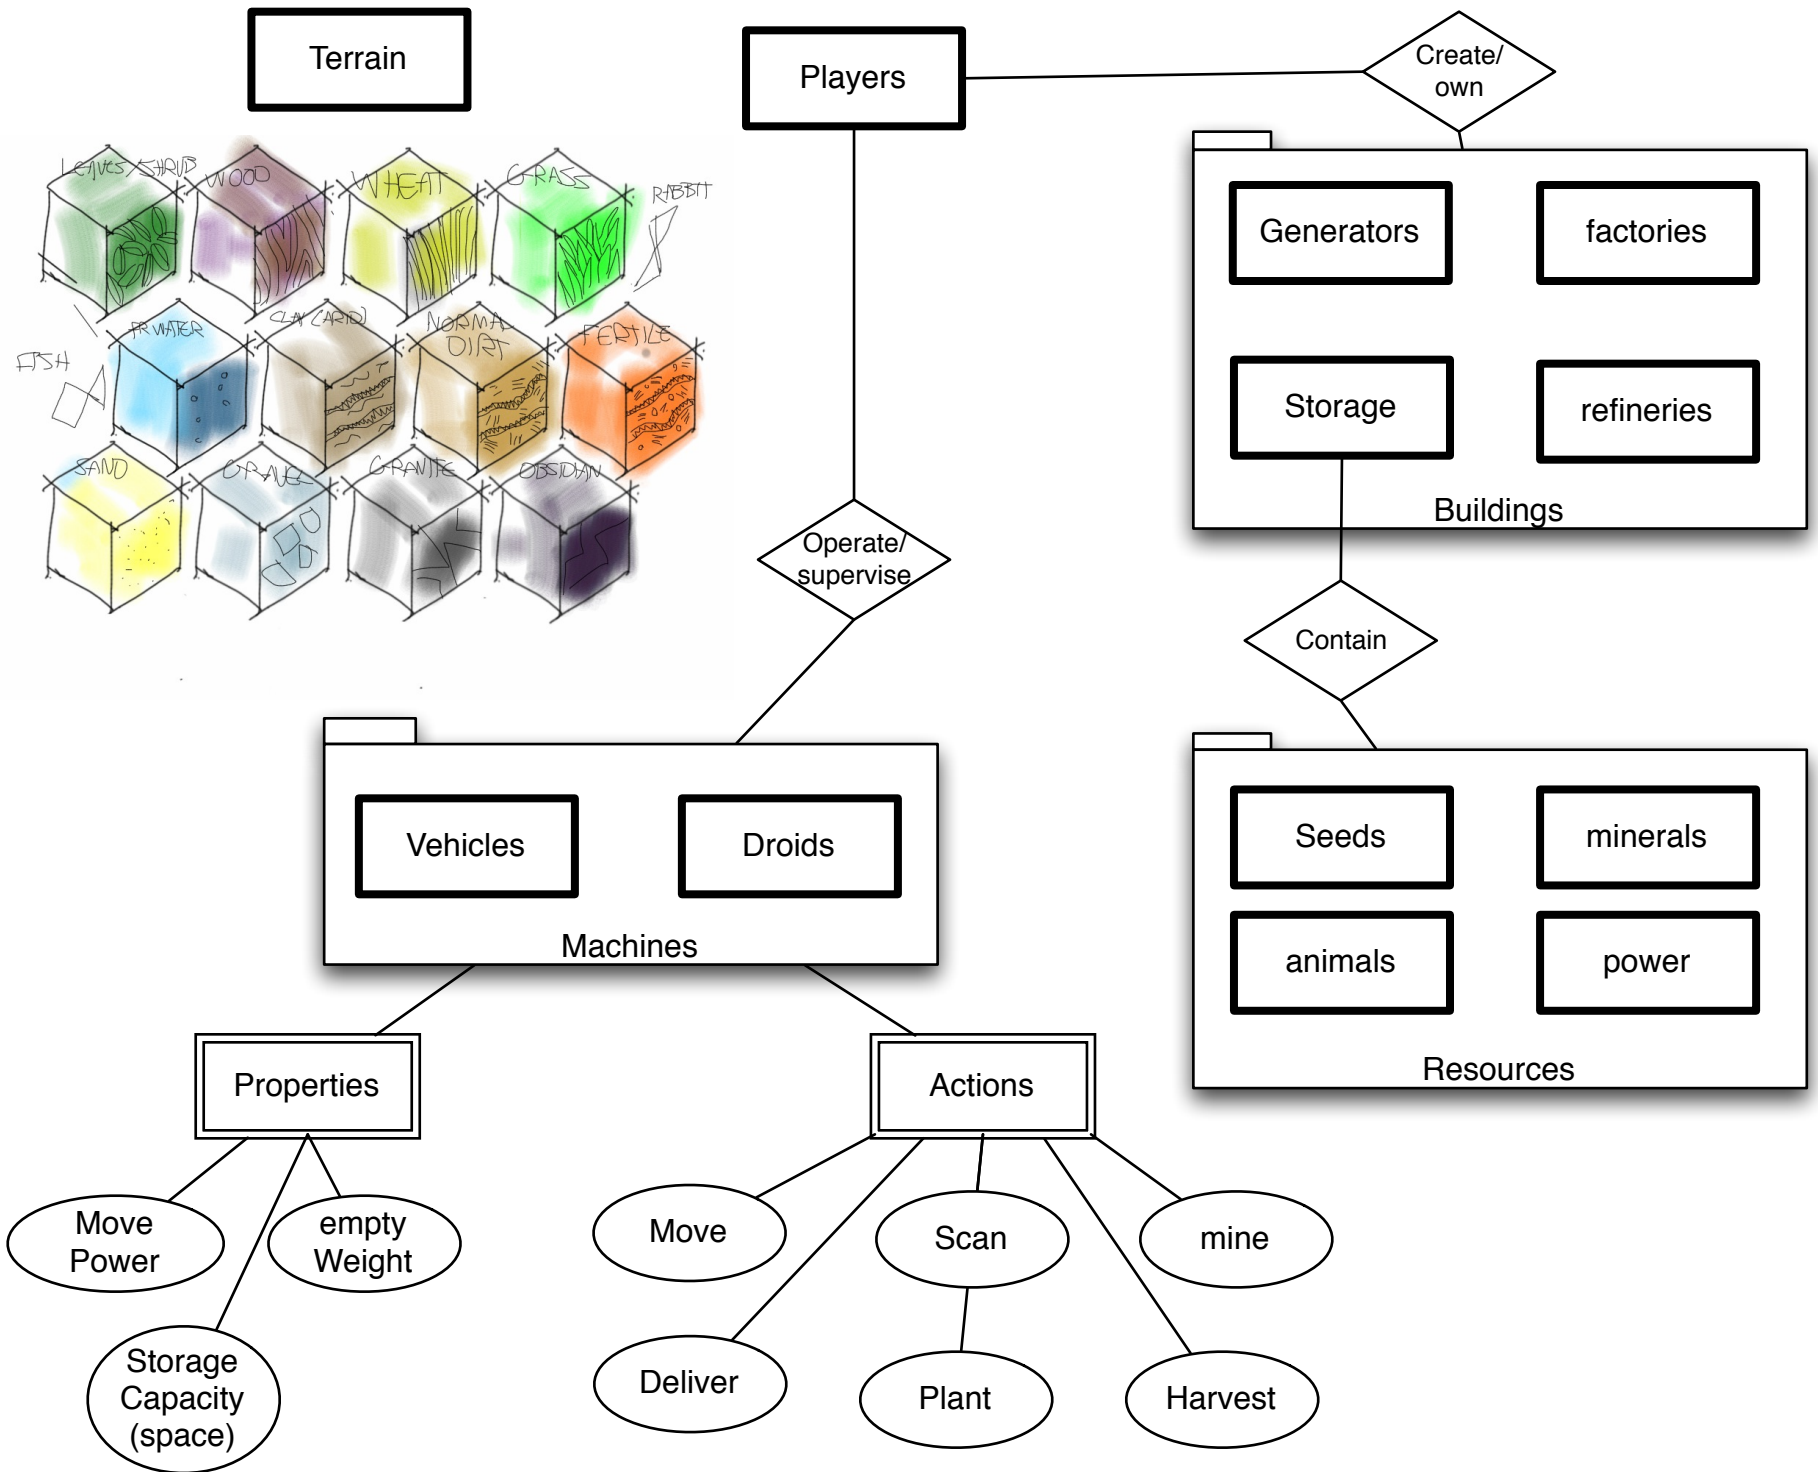 Terrain
Players
Create/
own
LEAVES/SHRUB
WOOD
WHEAT
GRASS
RABBIT
FR WATER
CLAY (ARID)
NORMAL
DIRT
FERTILE
FISH
SAND
GRAVEL
GRANITE
OBSIDIAN
Generators
factories
Storage
refineries
Buildings
Operate/
supervise
Contain
Vehicles
Droids
Machines
Seeds
minerals
animals
power
Resources
Properties
Actions
Move
Power
empty
Weight
Storage
Capacity
(space)
Move
Scan
mine
Deliver
Plant
Harvest